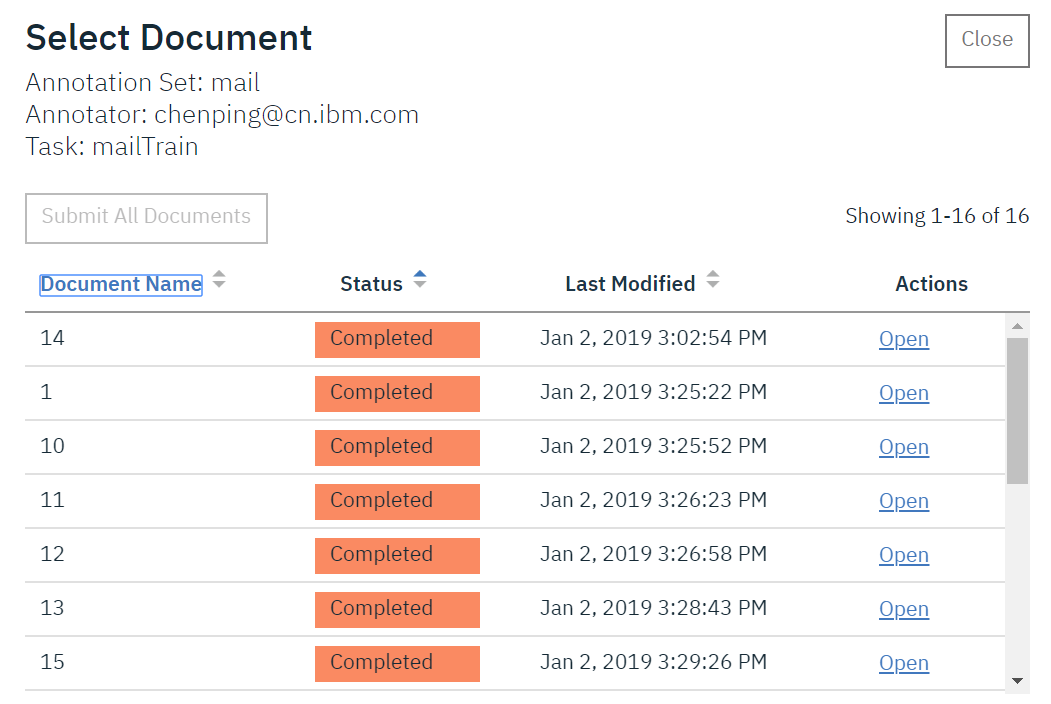 Select Document
Close
Annotation Set: mail
Annotator: chenping@cn.ibm.com
Task: mailTrain
Submit All Documents
Showing 1-16 of 16
Document Name Status Last Modified Actions
14 Completed Jan 2, 2019 3:02:54 PM Open
1 Completed Jan 2, 2019 3:25:22 PM Open
10 Completed Jan 2, 2019 3:25:52 PM Open
11 Completed Jan 2, 2019 3:26:23 PM Open
12 Completed Jan 2, 2019 3:26:58 PM Open
13 Completed Jan 2, 2019 3:28:43 PM Open
15 Completed Jan 2, 2019 3:29:26 PM Open